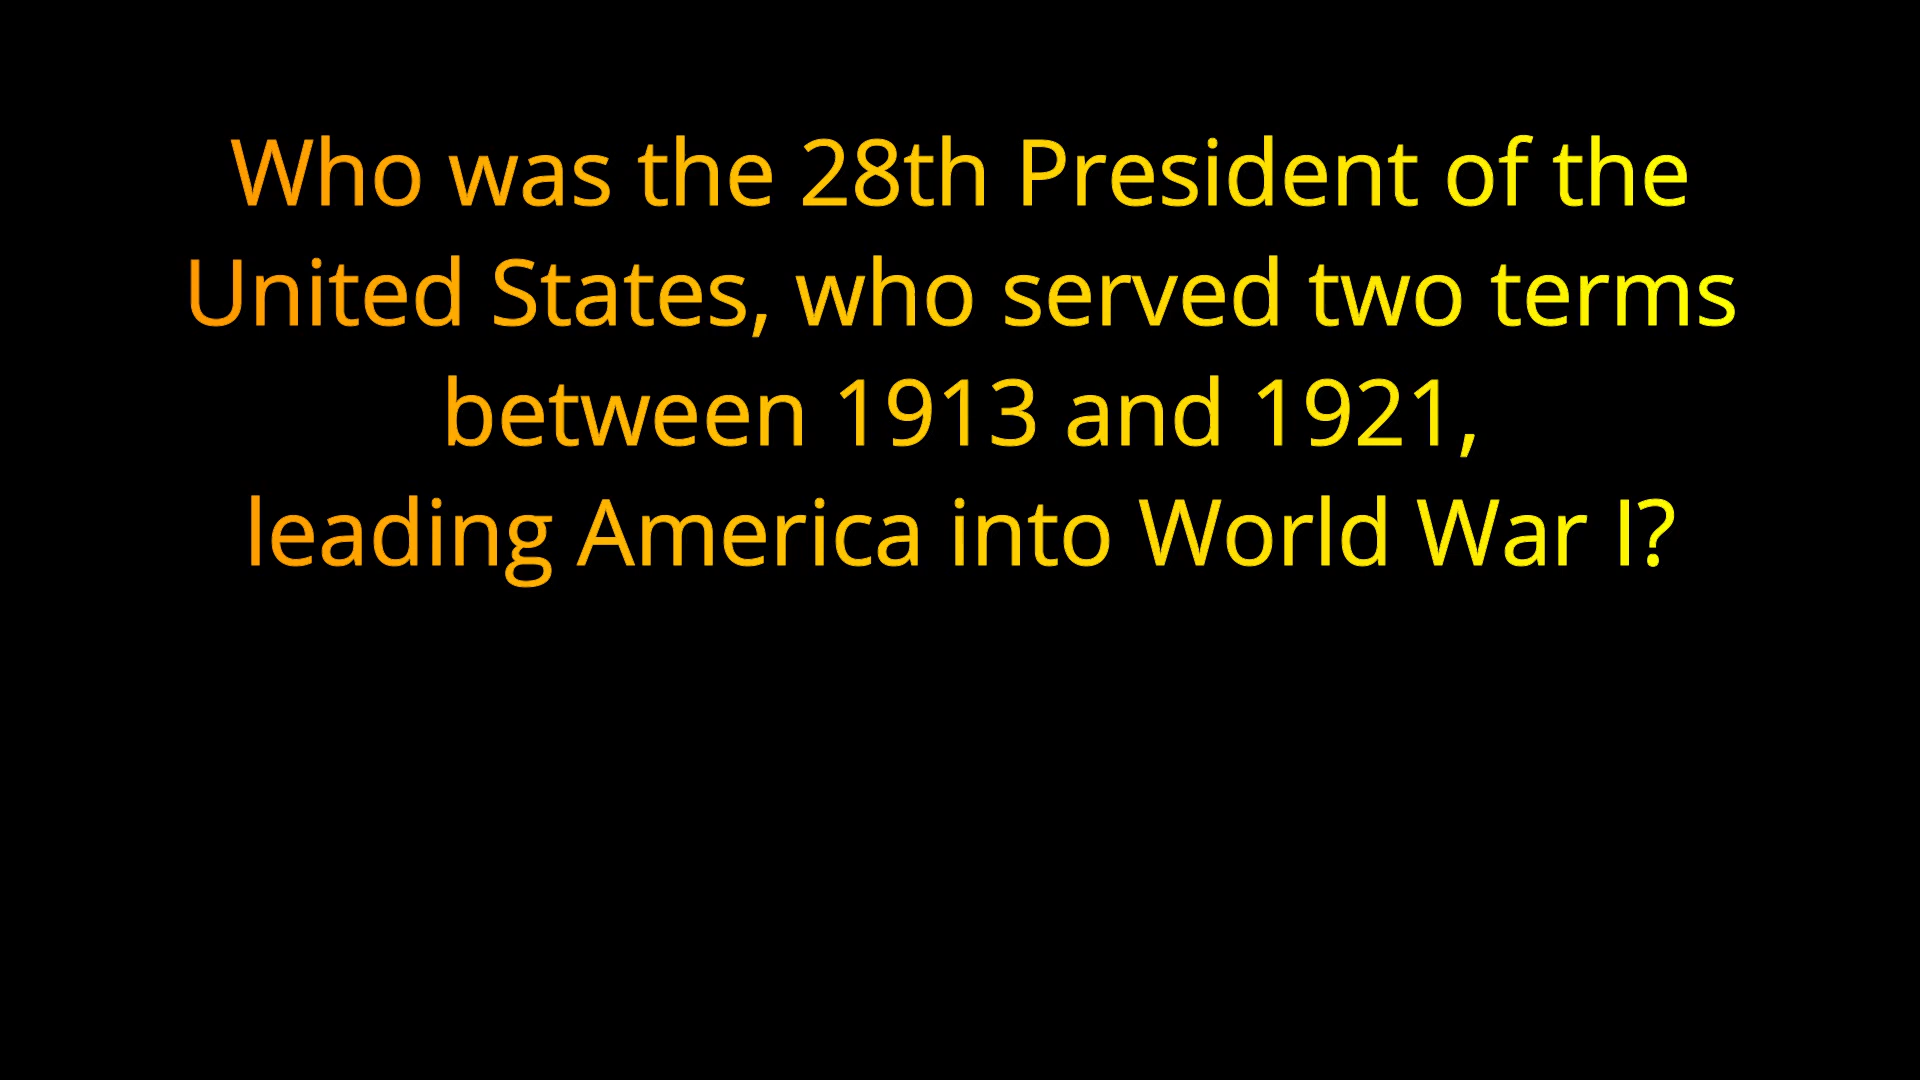 Who was the 28th President of the
United States, who served two terms
between 1913 and 1921,
leading America into World War I?